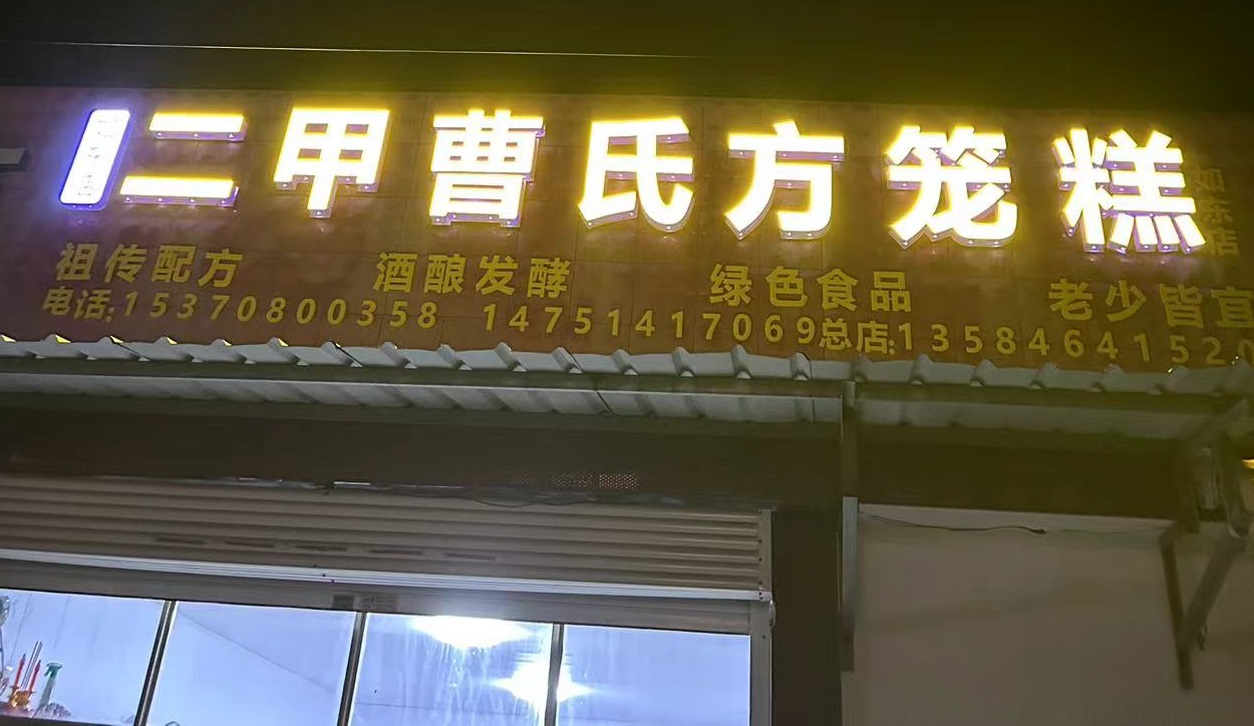 二甲曹氏方笼糕
如东店
祖传配方 酒酿发酵 绿色食品 老少皆宜
电话:15370800358 14751417069总店:13584641520